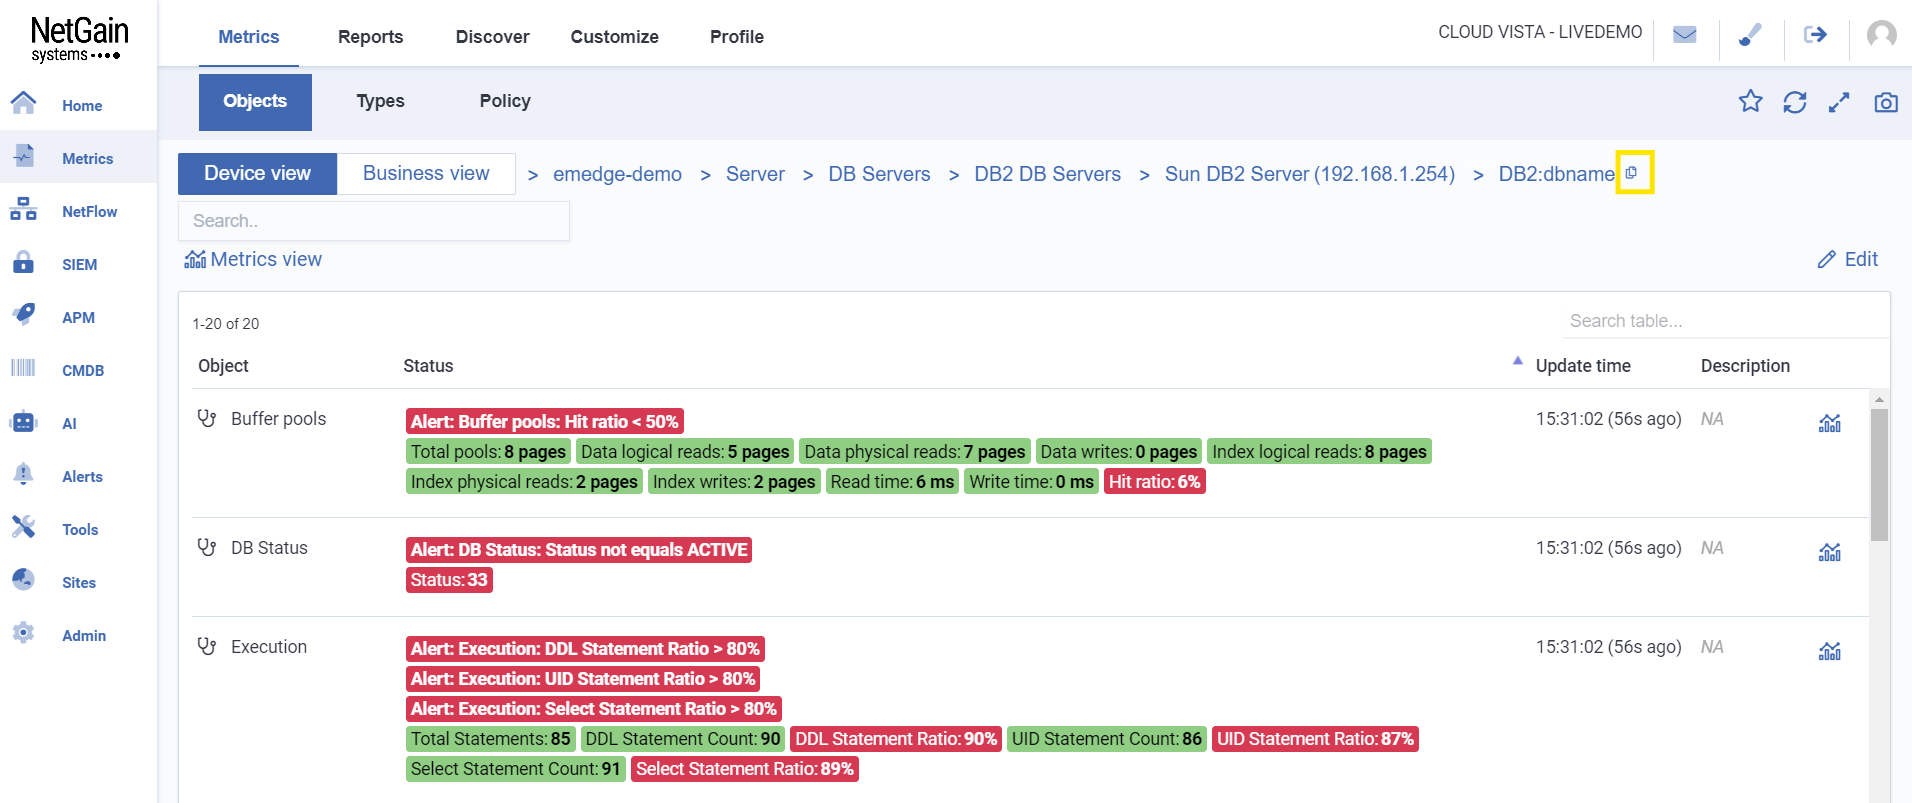 NetGain
systems
Metrics Reports Discover Customize Profile
CLOUD VISTA - LIVEDEMO
Home
Metrics
NetFlow
SIEM
APM
CMDB
AI
Alerts
Tools
Sites
Admin
Objects Types Policy
Device view Business view > emedge-demo > Server > DB Servers > DB2 DB Servers > Sun DB2 Server (192.168.1.254) > DB2:dbname
Search..
Metrics view Edit
1-20 of 20 Search table...
Object Status Update time Description
Buffer pools Alert: Buffer pools: Hit ratio < 50% 15:31:02 (56s ago) NA
Total pools: 8 pages Data logical reads: 5 pages Data physical reads: 7 pages Data writes: 0 pages Index logical reads: 8 pages
Index physical reads: 2 pages Index writes: 2 pages Read time: 6 ms Write time: 0 ms Hit ratio: 6%
DB Status Alert: DB Status: Status not equals ACTIVE 15:31:02 (56s ago) NA
Status: 33
Execution Alert: Execution: DDL Statement Ratio > 80% 15:31:02 (56s ago) NA
Alert: Execution: UID Statement Ratio > 80%
Alert: Execution: Select Statement Ratio > 80%
Total Statements: 85 DDL Statement Count: 90 DDL Statement Ratio: 90% UID Statement Count: 86 UID Statement Ratio: 87%
Select Statement Count: 91 Select Statement Ratio: 89%